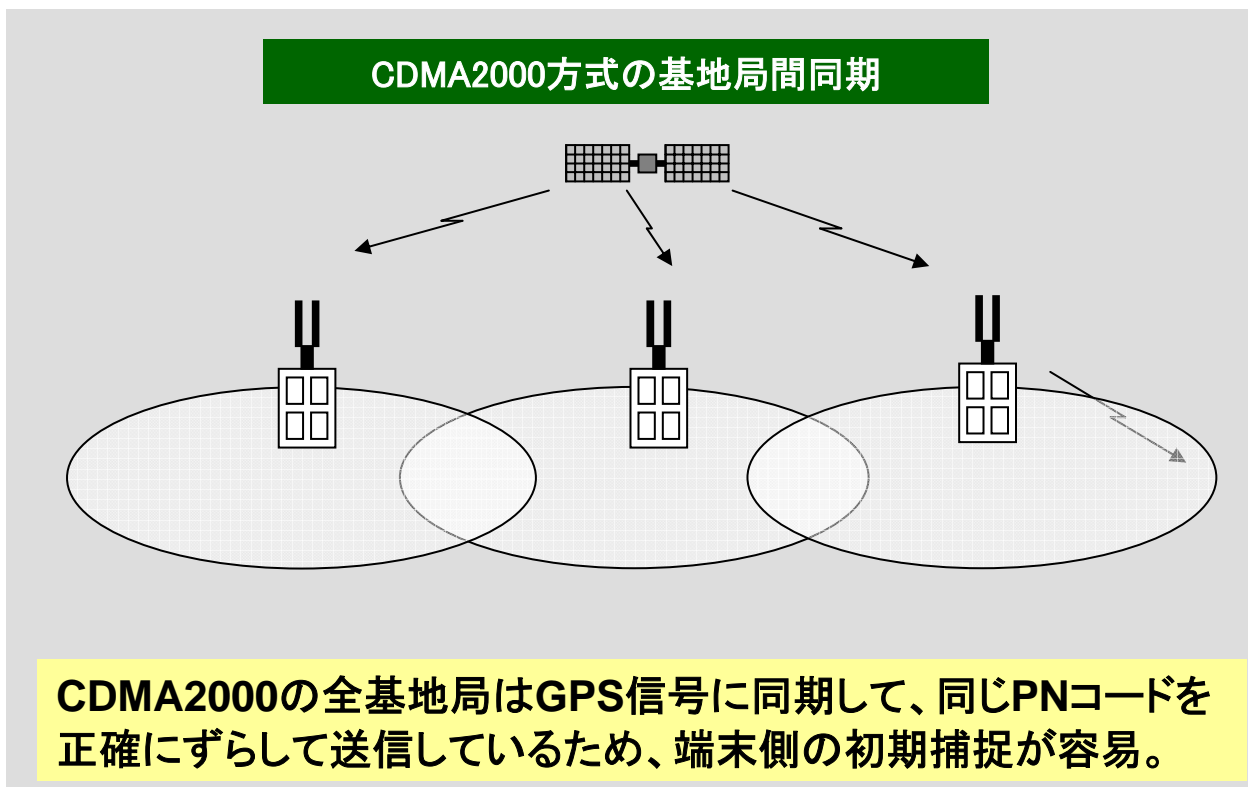 CDMA2000方式の基地局間同期
CDMA2000の全基地局はGPS信号に同期して、同じPNコードを
正確にずらして送信しているため、端末側の初期捕捉が容易。